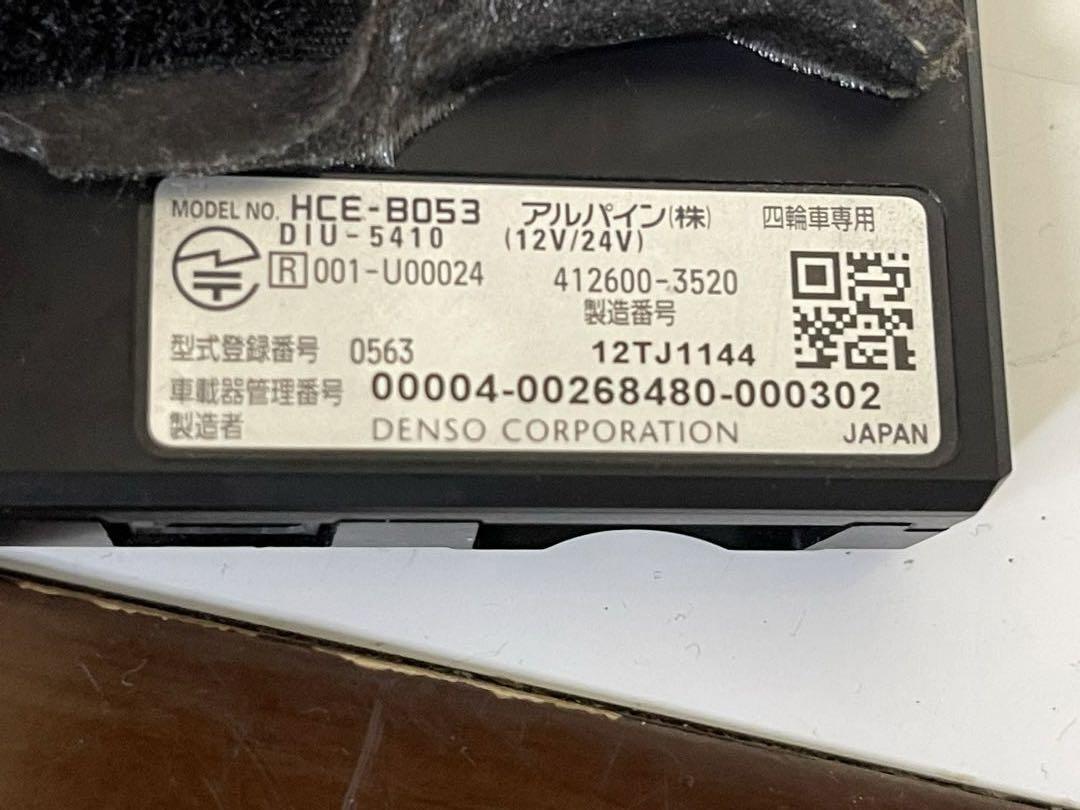 MODEL NO. HCE-B053 アルパイン(株) 四輪車専用
DIU-5410 (12V/24V)
R 001-U00024 412600-3520
製造番号
型式登録番号 0563 12TJ1144
車載器管理番号 00004-00268480-000302
製造者 DENSO CORPORATION JAPAN